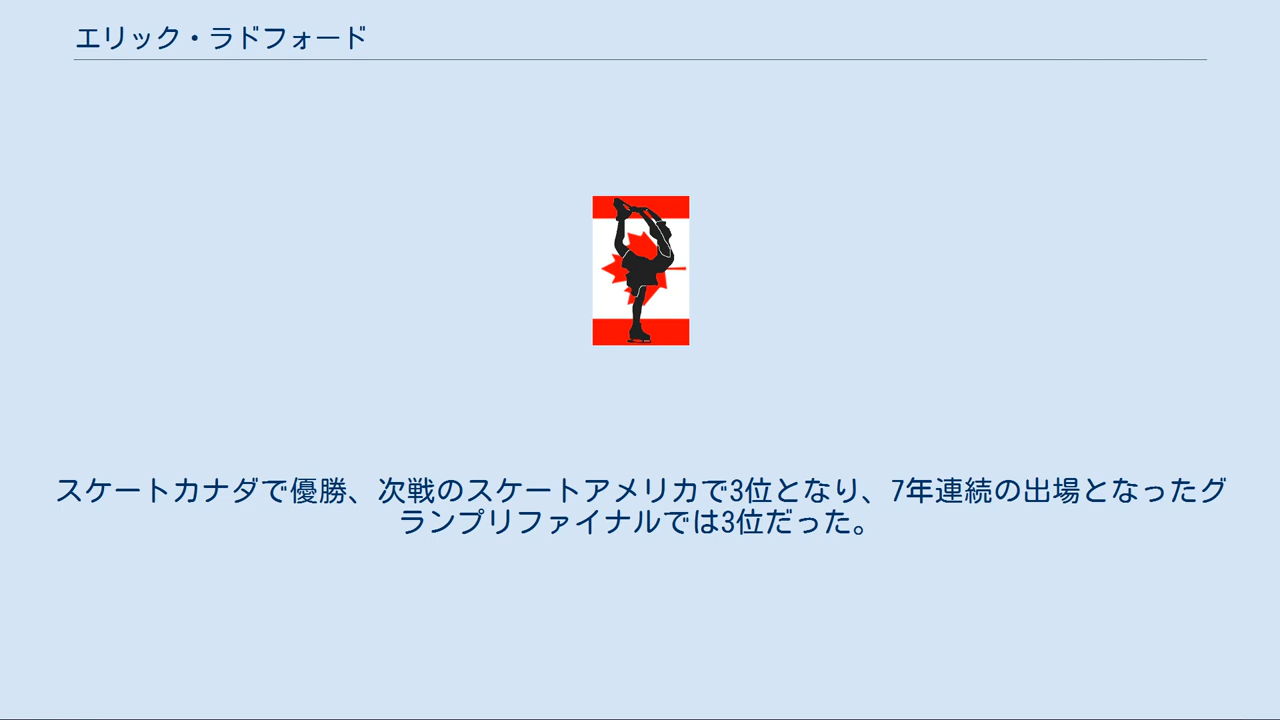 エリック・ラドフォード
スケートカナダで優勝、次戦のスケートアメリカで3位となり、7年連続の出場となったグ
ランプリファイナルでは3位だった。